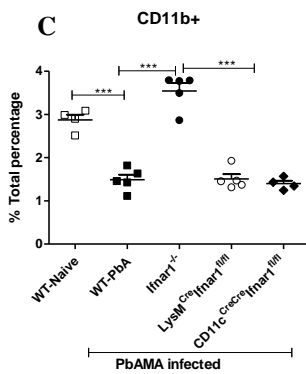 C
CD11b+
***
***
***
% Total percentage
4
3
2
1
0
WT-Naive
WT-PbA
Ifnar1-/-
LysMCreIfnar1fl/fl
CD11cCreCreIfnar1fl/fl
PbAMA infected